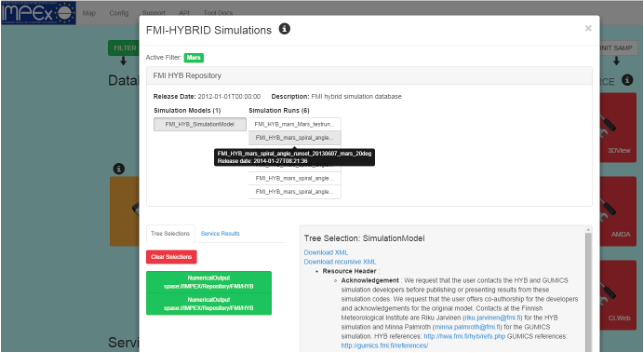 IMPEx
Map Config Support API Tool Docs
FMI-HYBRID Simulations i ×
FILTER
INIT SAMP
Active Filter: Mars
FMI HYB Repository
Datab
RCE i
Release Date: 2012-01-01T00:00:00 Description: FMI hybrid simulation database
Simulation Models (1) Simulation Runs (6)
FMI_HYB_SimulationModel FMI_HYB_mars_Mars_testrun...
FMI_HYB_mars_spiral_angle...
3DView
FMI_HYB_mars_spiral_angle_runset_20130607_mars_20deg
Release date: 2014-01-27T08:21:36
FMI_HYB_mars_spiral_angle...
FMI_HYB_mars_spiral_angle...
Tree Selections Service Results
AMDA
Tree Selection: SimulationModel
Clear Selections
Download XML
Download recursive XML
Resource Header :
NumericalOutput
space://IMPEX/Repository/FMI/HYB
NumericalOutput
space://IMPEX/Repository/FMI/HYB
Acknowledgement : We request that the user contacts the HYB and GUMICS
simulation developers before publishing or presenting results from these
simulation codes. We request that the user offers co-authorship for the developers
and acknowledgements for the original model. Contacts at the Finnish
Meteorological Institute are Riku Jarvinen (riku.jarvinen@fmi.fi) for the HYB
simulation and Minna Palmroth (minna.palmroth@fmi.fi) for the GUMICS
simulation. HYB references: http://hwa.fmi.fi/hyb/refs.php GUMICS references:
http://gumics.fmi.fi/references/
CLWeb
Servi